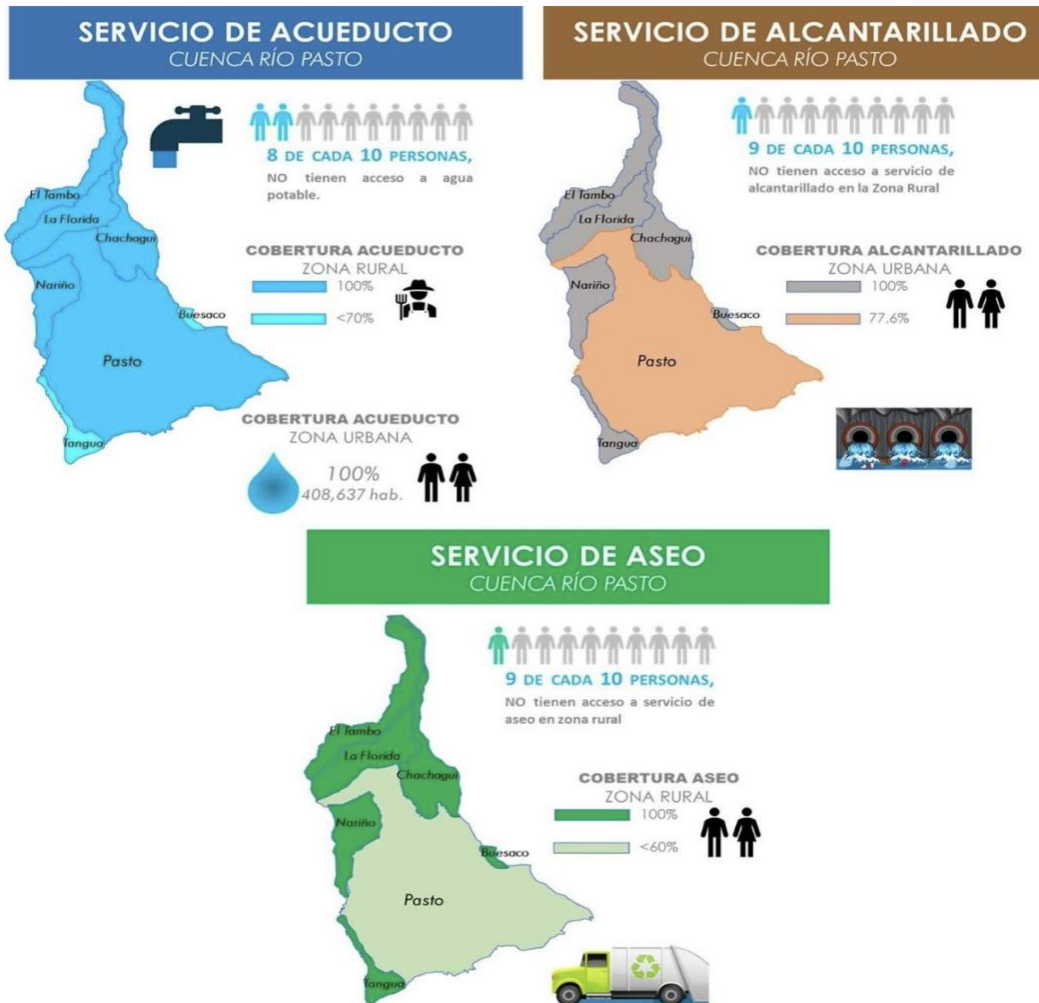 SERVICIO DE ACUEDUCTO
CUENCA RÍO PASTO
8 DE CADA 10 PERSONAS,
NO tienen acceso a agua
potable.
El Tambo
La Florida
Chachagui
Nariño
Buesaco
Pasto
Tangua
COBERTURA ACUEDUCTO
ZONA RURAL
100%
<70%
COBERTURA ACUEDUCTO
ZONA URBANA
100%
408,637 hab.
SERVICIO DE ALCANTARILLADO
CUENCA RÍO PASTO
9 DE CADA 10 PERSONAS,
NO tienen acceso a servicio de
alcantarillado en la Zona Rural
El Tambo
La Florida
Chachagui
Nariño
Buesaco
Pasto
Tangua
COBERTURA ALCANTARILLADO
ZONA URBANA
100%
77,6%
SERVICIO DE ASEO
CUENCA RÍO PASTO
9 DE CADA 10 PERSONAS,
NO tienen acceso a servicio de
aseo en zona rural
El Tambo
La Florida
Chachagui
Nariño
Buesaco
Pasto
Tangua
COBERTURA ASEO
ZONA RURAL
100%
<60%